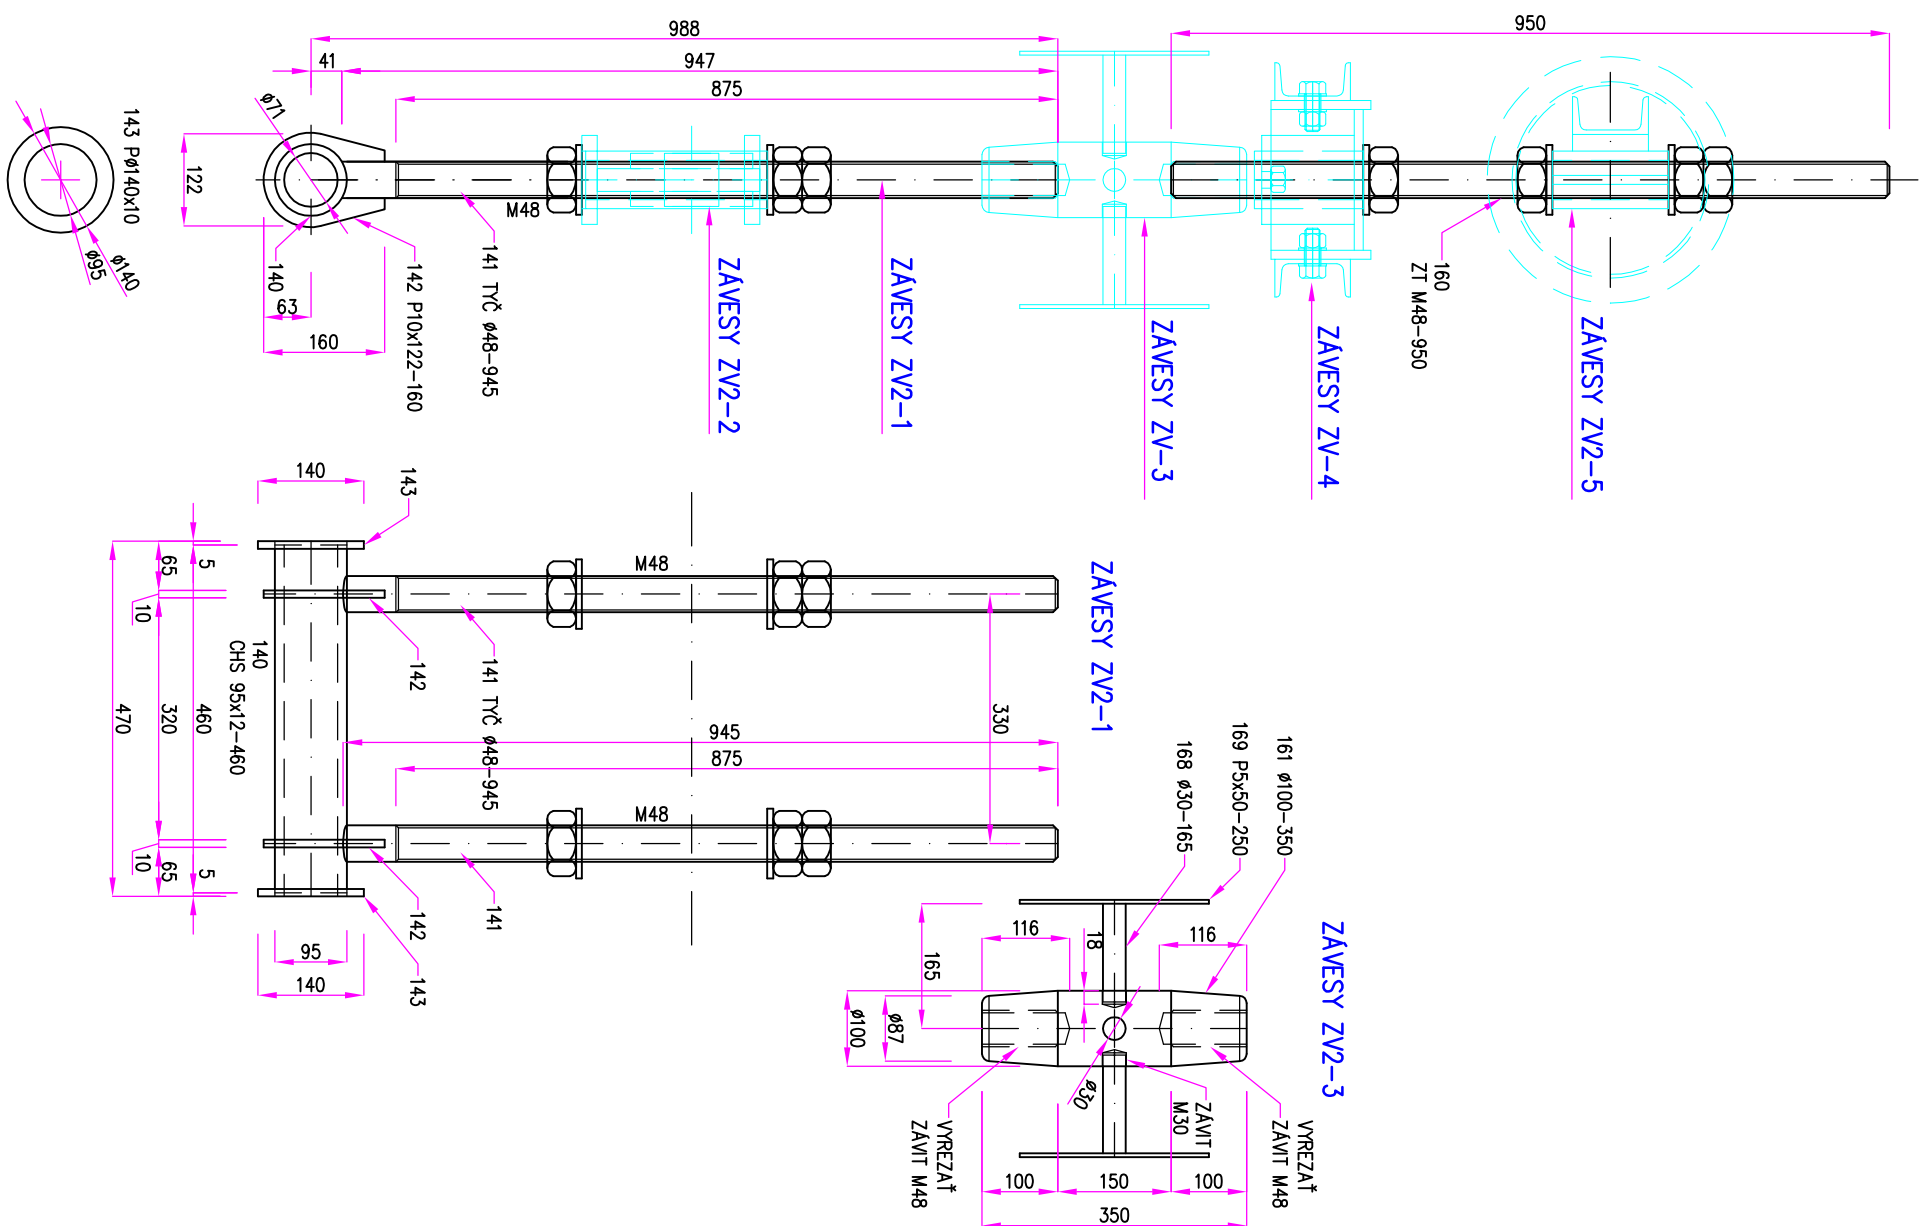 988
950
41
947
875
ø71
143 Pø140x10
122
ø140
ø95
140
63
160
142 P10x122-160
M48
141 TYČ ø48-945
ZÁVESY ZV2-2
ZÁVESY ZV2-1
ZÁVESY ZV-3
ZÁVESY ZV-4
160
ZT M48-950
ZÁVESY ZV2-5
140
143
5
65
10
470
320
460
140
CHS 95x12-460
10
65
5
95
140
M48
142
141 TYČ ø48-945
945
875
M48
142
141
143
330
ZÁVESY ZV2-1
168 ø30-165
169 P5x50-250
161 ø100-350
ZÁVESY ZV2-3
116
18
116
165
ø87
ø100
ø30
ZÁVIT
M30
VYREZAŤ
ZÁVIT M48
VYREZAŤ
ZÁVIT M48
100
150
100
350